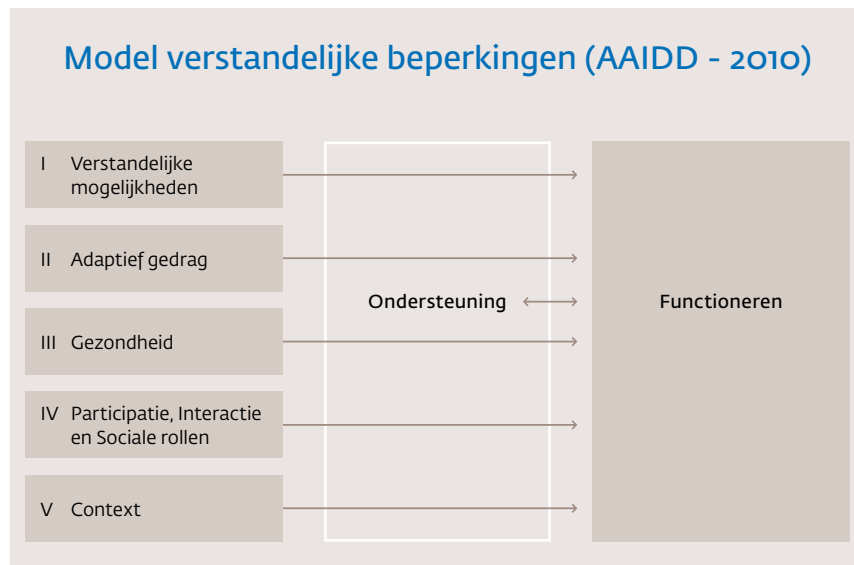 Model verstandelijke beperkingen (AAIDD - 2010)
I Verstandelijke
mogelijkheden
II Adaptief gedrag
Ondersteuning
Functioneren
III Gezondheid
IV Participatie, Interactie
en Sociale rollen
V Context